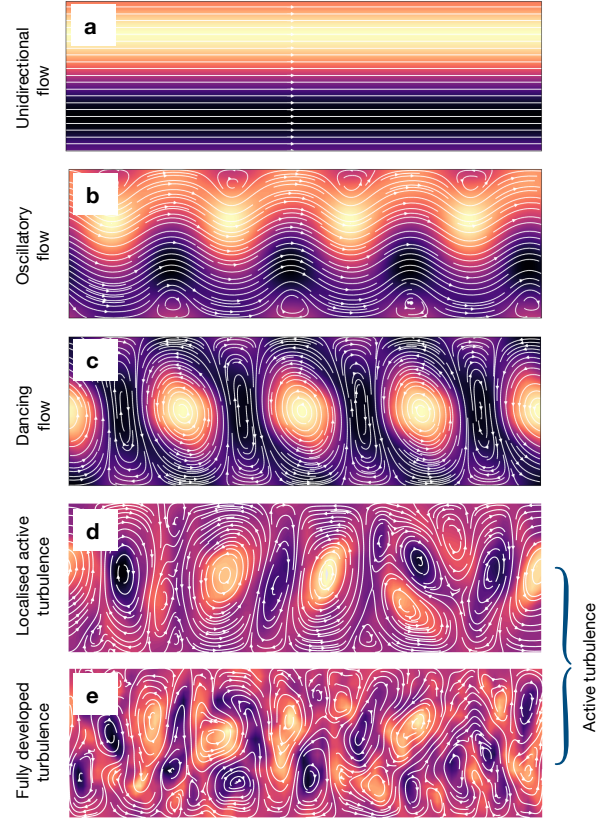 a
Unidirectional
flow
b
Oscillatory
flow
c
Dancing
flow
d
Localised active
turbulence
e
Fully developed
turbulence
Active turbulence